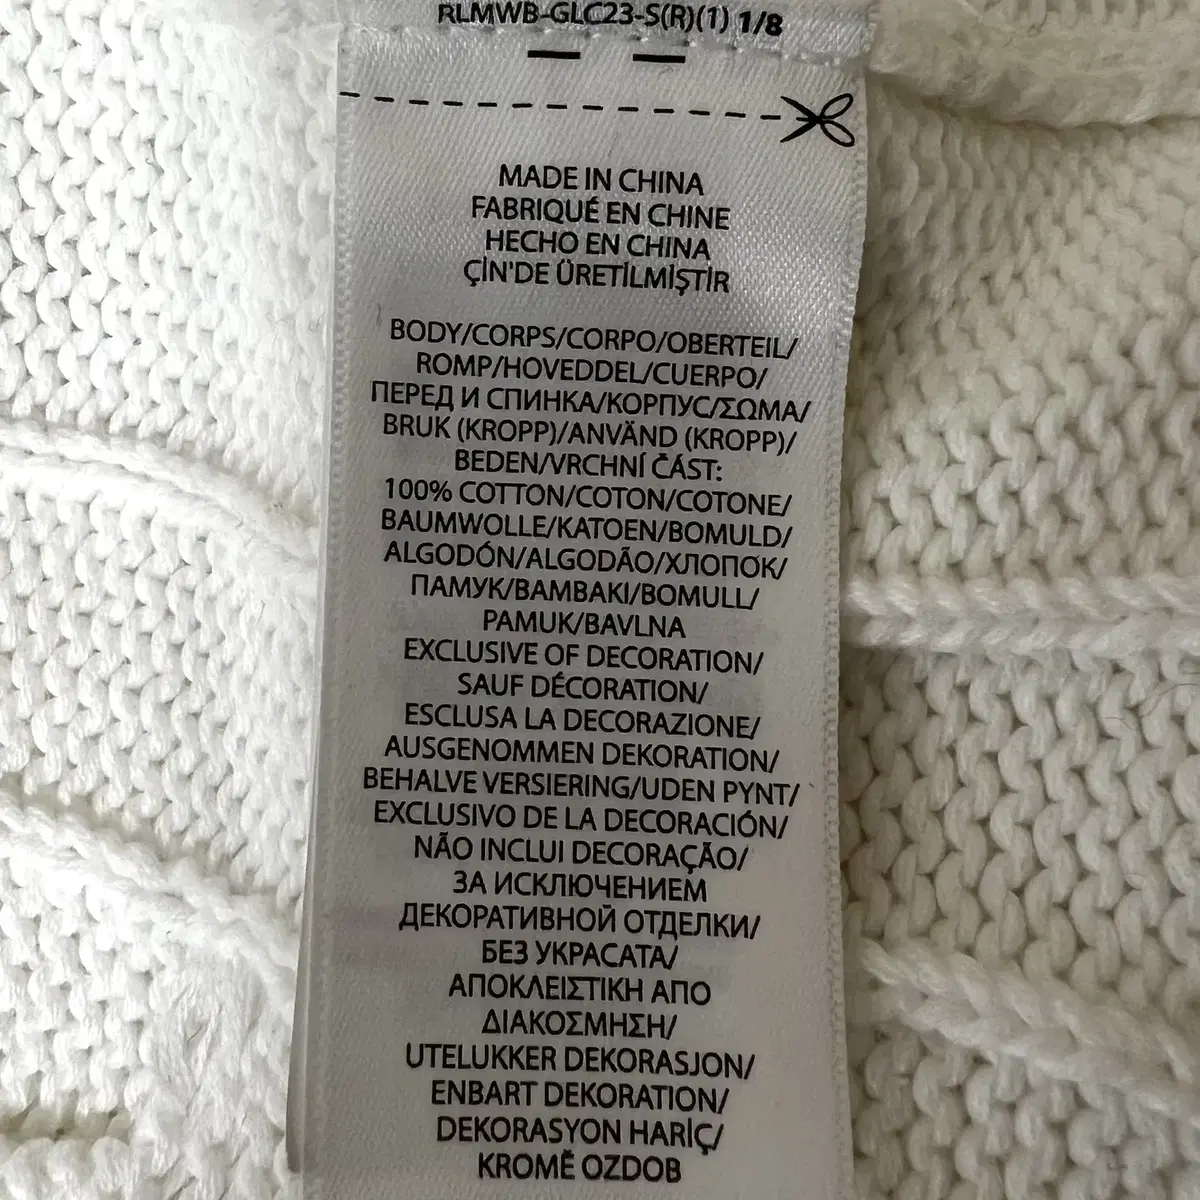 RLMWB-GLC23-S(R)(1) 1/8
MADE IN CHINA
FABRIQUÉ EN CHINE
HECHO EN CHINA
ÇİN'DE ÜRETİLMİŞTİR
BODY/CORPS/CORPO/OBERTEIL/
ROMP/HOVEDDEL/CUERPO/
ПЕРЕД И СПИНКА/КОРПУС/ΣΩΜΑ/
BRUK (KROPP)/ANVÄND (KROPP)/
BEDEN/VRCHNÍ ČÁST:
100% COTTON/COTON/COTONE/
BAUMWOLLE/KATOEN/BOMULD/
ALGODÓN/ALGODÃO/ХЛОПОК/
ПАМУК/ΒΑΜΒΑΚΙ/BOMULL/
PAMUK/BAVLNA
EXCLUSIVE OF DECORATION/
SAUF DÉCORATION/
ESCLUSA LA DECORAZIONE/
AUSGENOMMEN DEKORATION/
BEHALVE VERSIERING/UDEN PYNT/
EXCLUSIVO DE LA DECORACIÓN/
NÃO INCLUI DECORAÇÃO/
ЗА ИСКЛЮЧЕНИЕМ
ДЕКОРАТИВНОЙ ОТДЕЛКИ/
БЕЗ УКРАСАТА/
ΑΠΟΚΛΕΙΣΤΙΚΗ ΑΠΟ
ΔΙΑΚΟΣΜΗΣΗ/
UTELUKKER DEKORASJON/
ENBART DEKORATION/
DEKORASYON HARİÇ/
KROMĚ OZDOB